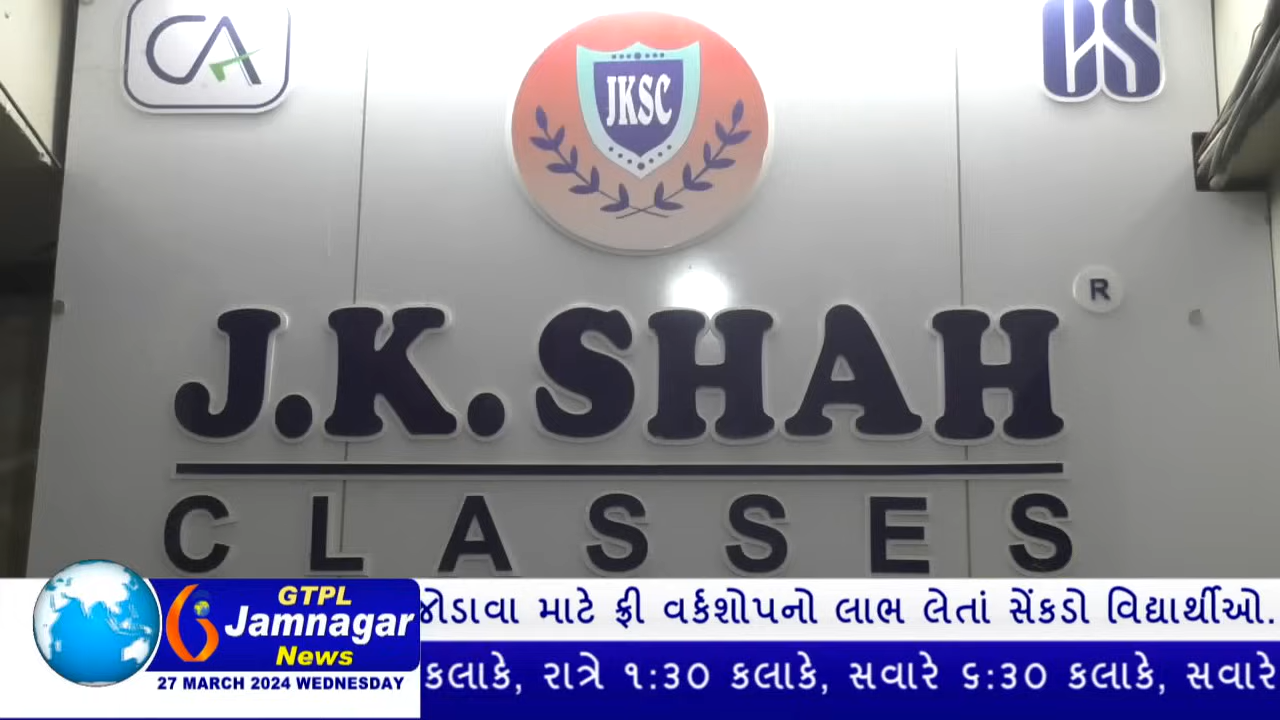 CA
JKSC
CS
R
J.K. SHAH
CLASSES
GTPL
Jamnagar
News
27 MARCH 2024 WEDNESDAY
જોડાવા માટે ફ્રી વર્કશોપનો લાભ લેતાં સેંકડો વિદ્યાર્થીઓ.
કલાકે, રાત્રે ૧:૩૦ કલાકે, સવારે ૬:૩૦ કલાકે, સવારે